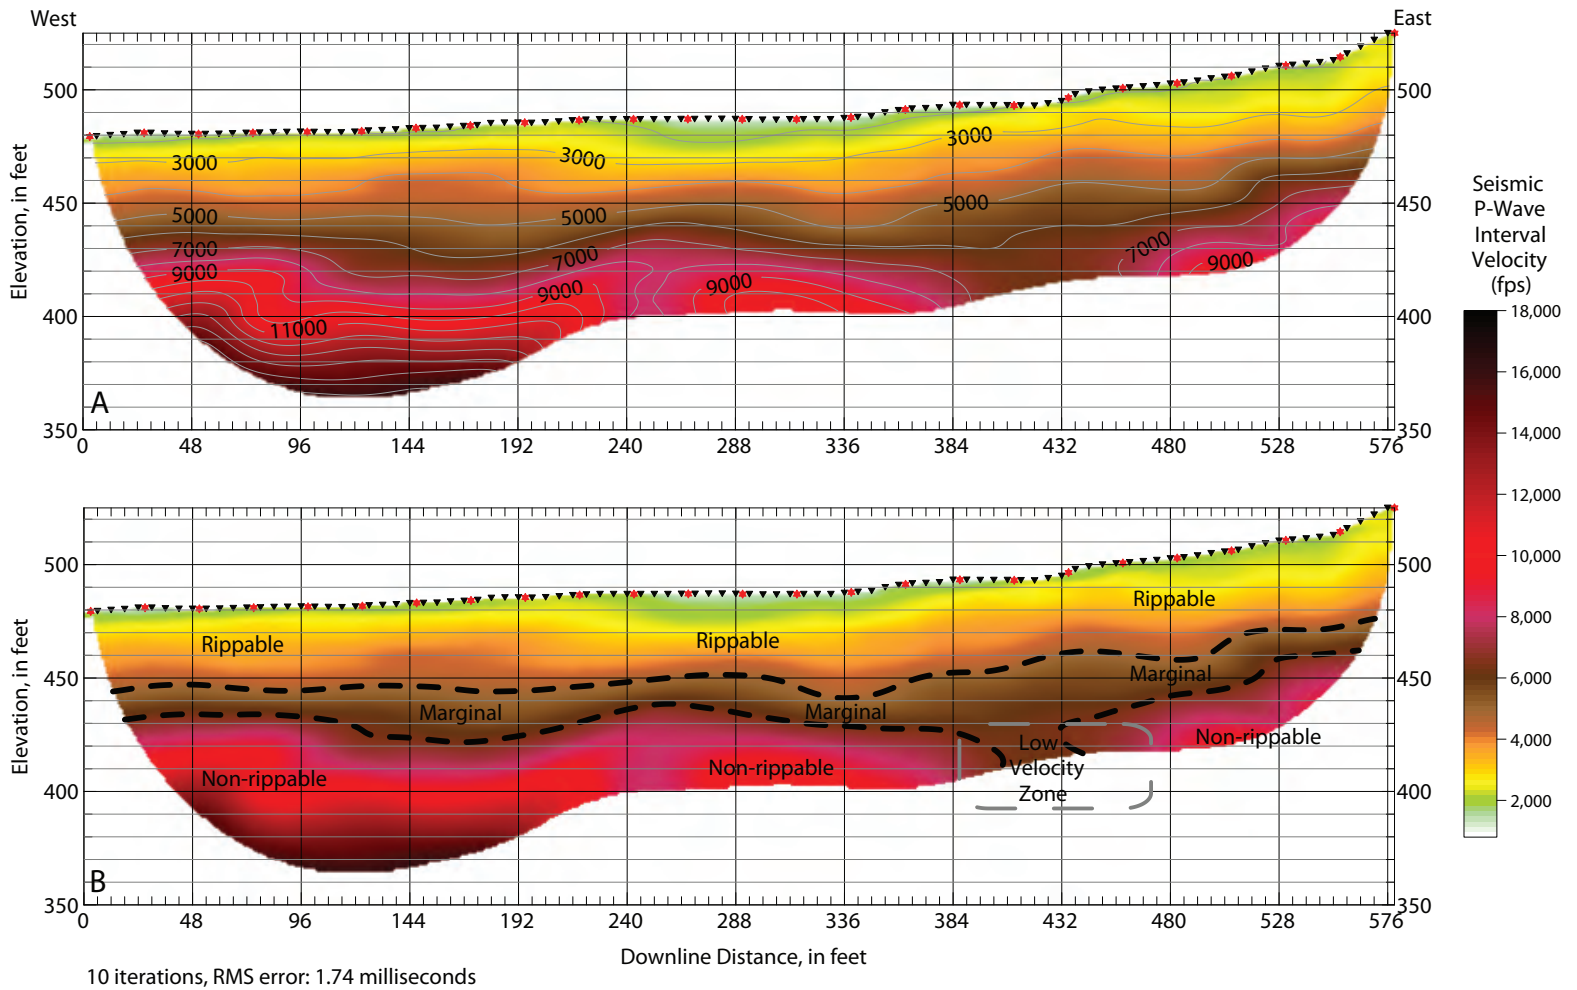 West
East
500
450
400
350
Elevation, in feet
3000
3000
3000
5000
5000
5000
7000
7000
7000
9000
9000
9000
9000
11000
A
500
450
400
350
0 48 96 144 192 240 288 336 384 432 480 528 576
Seismic
P-Wave
Interval
Velocity
(fps)
18,000
16,000
14,000
12,000
10,000
8,000
6,000
4,000
2,000
500
450
400
350
Elevation, in feet
Rippable
Rippable
Rippable
Marginal
Marginal
Marginal
Non-rippable
Non-rippable
Non-rippable
Low
Velocity
Zone
B
500
450
400
350
0 48 96 144 192 240 288 336 384 432 480 528 576
Downline Distance, in feet
10 iterations, RMS error: 1.74 milliseconds